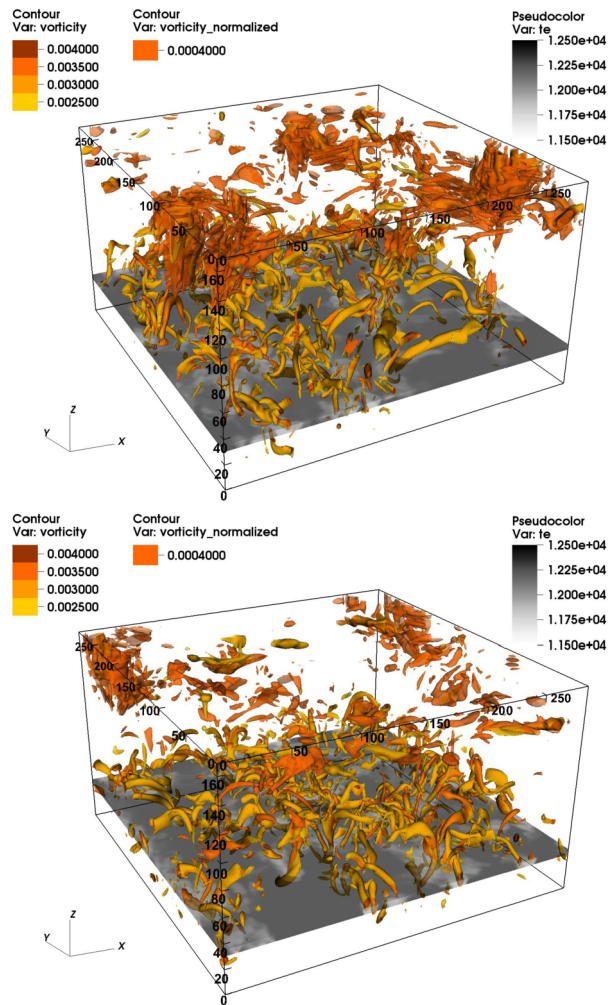 Contour
Var: vorticity
0.004000
0.003500
0.003000
0.002500
Contour
Var: vorticity_normalized
0.0004000
Pseudocolor
Var: te
1.250e+04
1.225e+04
1.200e+04
1.175e+04
1.150e+04
250
200
150
100
50
0
50
100
150
200
250
0
160
140
120
100
80
60
40
20
0
Z
Y
X
Contour
Var: vorticity
0.004000
0.003500
0.003000
0.002500
Contour
Var: vorticity_normalized
0.0004000
Pseudocolor
Var: te
1.250e+04
1.225e+04
1.200e+04
1.175e+04
1.150e+04
250
200
150
100
50
0
50
100
150
200
250
0
160
140
120
100
80
60
40
20
0
Z
Y
X